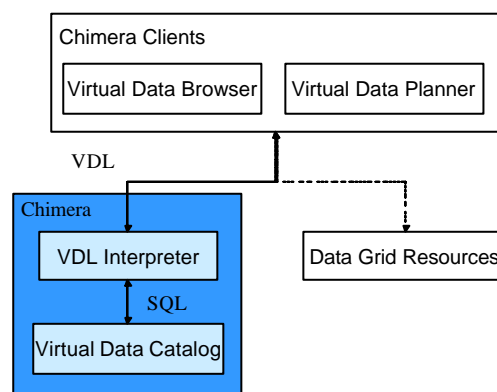 Chimera Clients
Virtual Data Browser
Virtual Data Planner
VDL
Chimera
VDL Interpreter
Data Grid Resources
SQL
Virtual Data Catalog